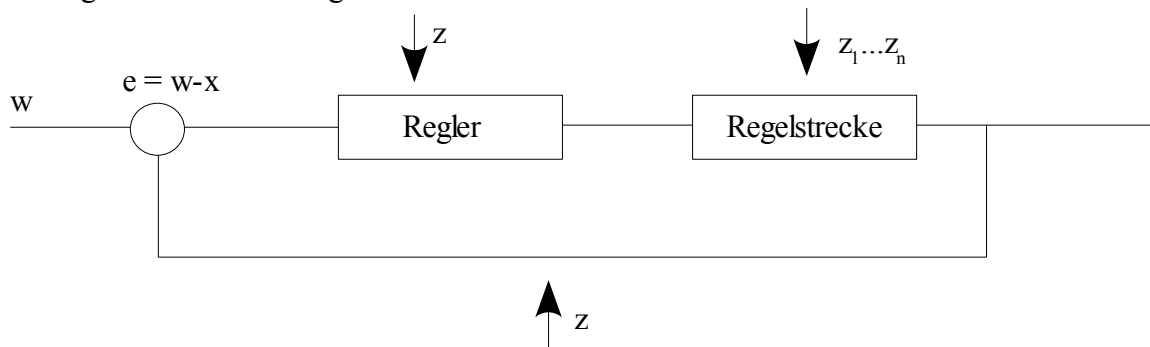 z
z₁...zₙ
e = w-x
w
Regler
Regelstrecke
z